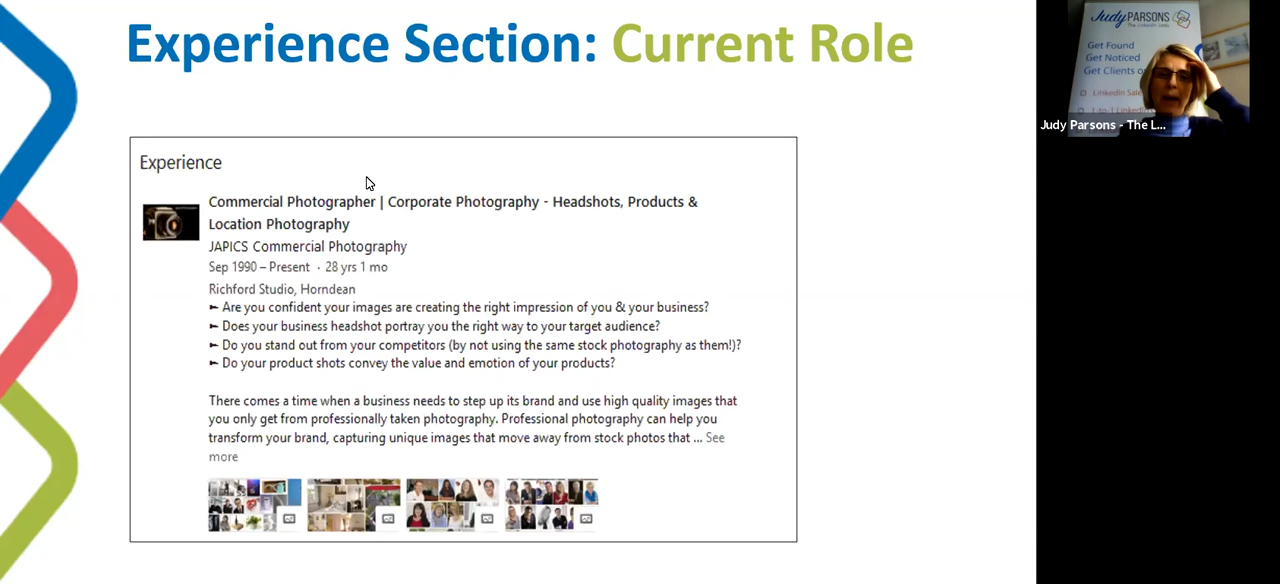 Experience Section: Current Role
Experience
Commercial Photographer | Corporate Photography - Headshots, Products &
Location Photography
JAPICS Commercial Photography
Sep 1990 – Present · 28 yrs 1 mo
Richford Studio, Horndean
► Are you confident your images are creating the right impression of you & your business?
► Does your business headshot portray you the right way to your target audience?
► Do you stand out from your competitors (by not using the same stock photography as them!)?
► Do your product shots convey the value and emotion of your products?
There comes a time when a business needs to step up its brand and use high quality images that
you only get from professionally taken photography. Professional photography can help you
transform your brand, capturing unique images that move away from stock photos that ... See
more
Judy PARSONS
The LinkedIn Lady
Get Found
Get Noticed
Get Clients
LinkedIn
1-to-1
Judy Parsons - The L...